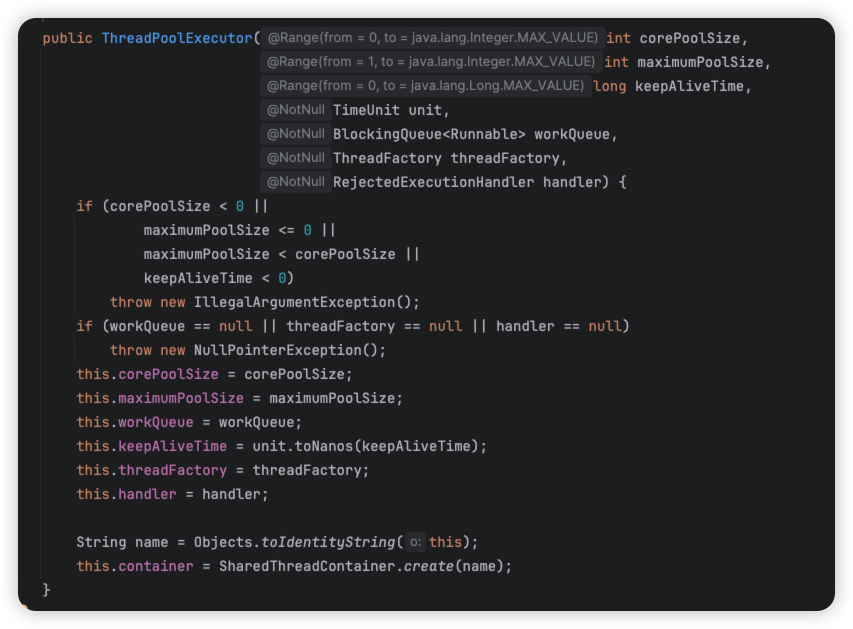 public ThreadPoolExecutor( @Range(from = 0, to = java.lang.Integer.MAX_VALUE) int corePoolSize,
@Range(from = 1, to = java.lang.Integer.MAX_VALUE) int maximumPoolSize,
@Range(from = 0, to = java.lang.Long.MAX_VALUE) long keepAliveTime,
@NotNull TimeUnit unit,
@NotNull BlockingQueue<Runnable> workQueue,
@NotNull ThreadFactory threadFactory,
@NotNull RejectedExecutionHandler handler) {
if (corePoolSize < 0 ||
maximumPoolSize <= 0 ||
maximumPoolSize < corePoolSize ||
keepAliveTime < 0)
throw new IllegalArgumentException();
if (workQueue == null || threadFactory == null || handler == null)
throw new NullPointerException();
this.corePoolSize = corePoolSize;
this.maximumPoolSize = maximumPoolSize;
this.workQueue = workQueue;
this.keepAliveTime = unit.toNanos(keepAliveTime);
this.threadFactory = threadFactory;
this.handler = handler;
String name = Objects.toIdentityString( o: this);
this.container = SharedThreadContainer.create(name);
}